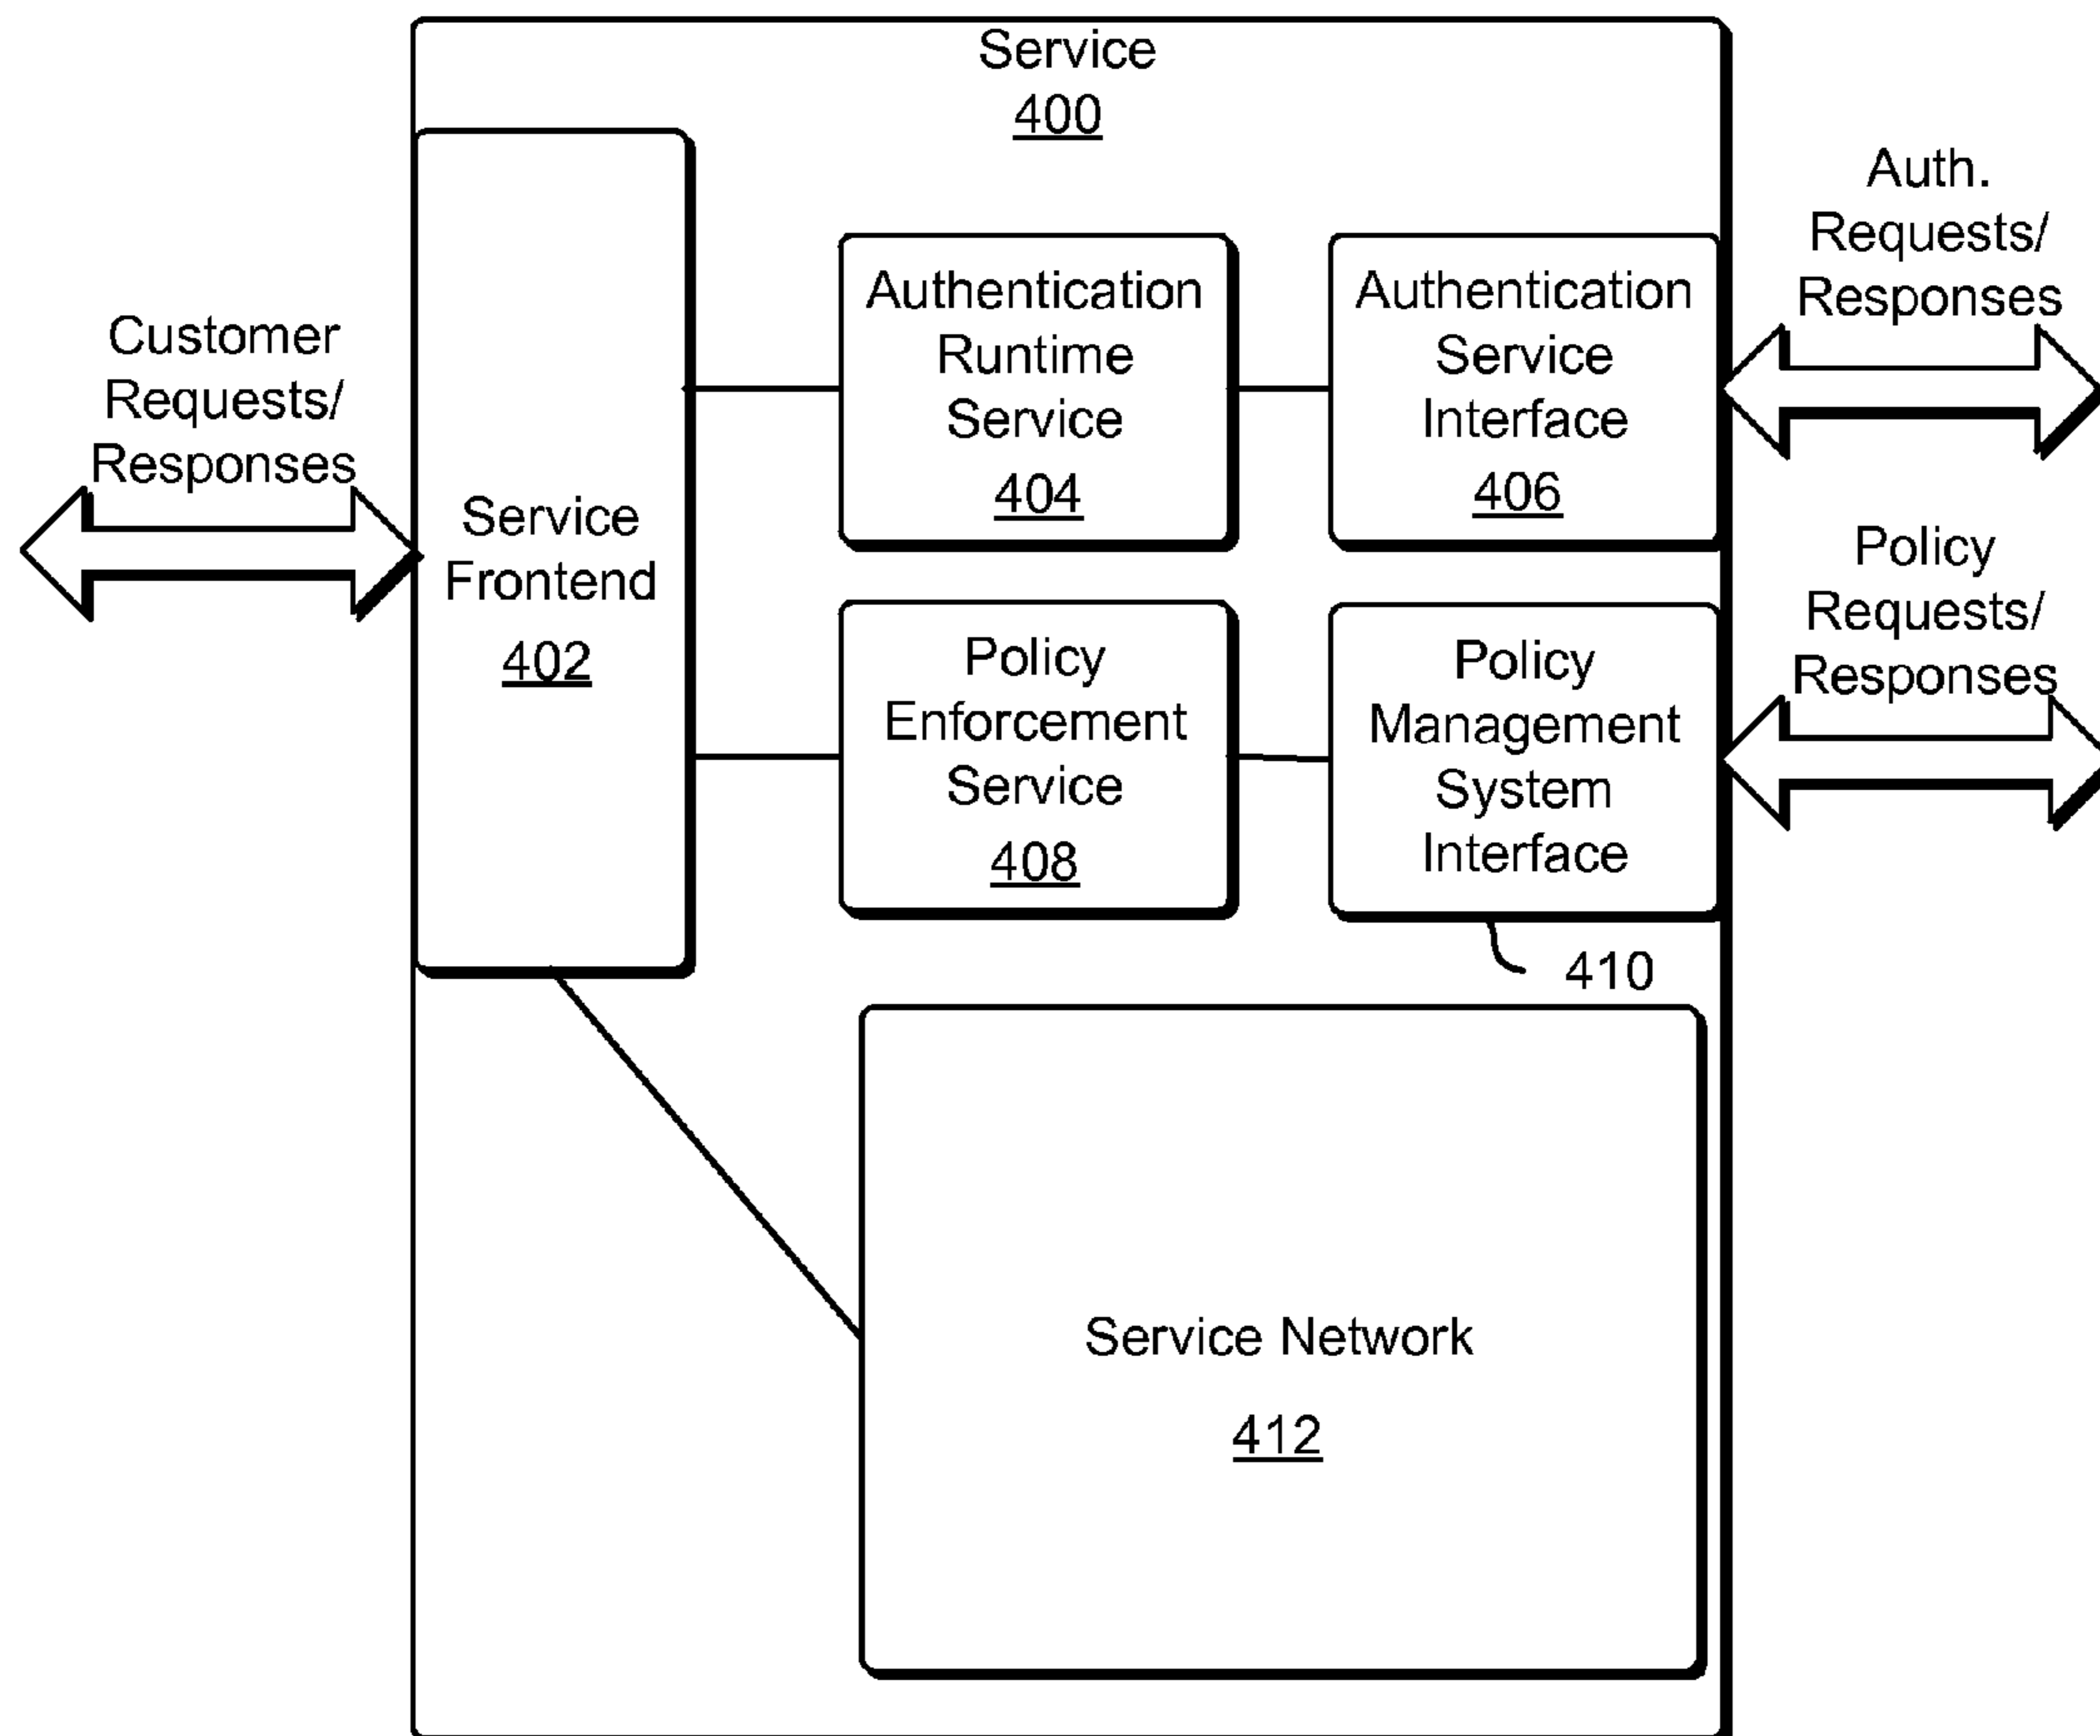 Service
400
Customer
Requests/
Responses
Service
Frontend
402
Authentication
Runtime
Service
404
Authentication
Service
Interface
406
Auth.
Requests/
Responses
Policy
Enforcement
Service
408
Policy
Management
System
Interface
410
Policy
Requests/
Responses
Service Network
412